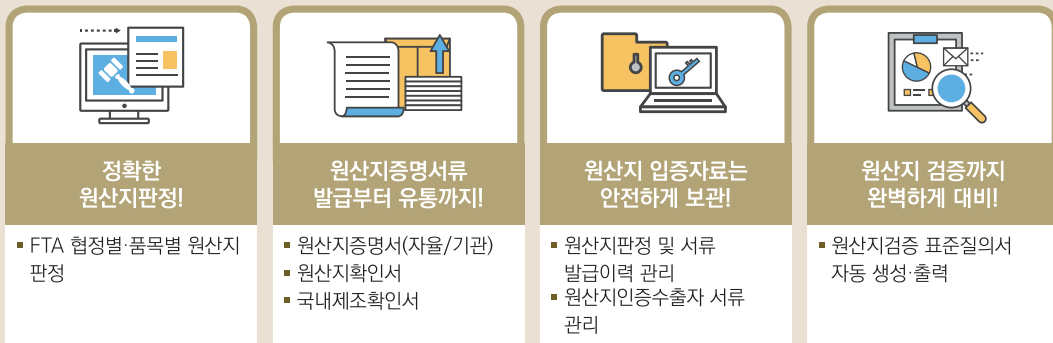 정확한
원산지판정!
▪ FTA 협정별·품목별 원산지
판정
원산지증명서류
발급부터 유통까지!
▪ 원산지증명서(자율/기관)
▪ 원산지확인서
▪ 국내제조확인서
원산지 입증자료는
안전하게 보관!
▪ 원산지판정 및 서류
발급이력 관리
▪ 원산지인증수출자 서류
관리
원산지 검증까지
완벽하게 대비!
▪ 원산지검증 표준질의서
자동 생성·출력